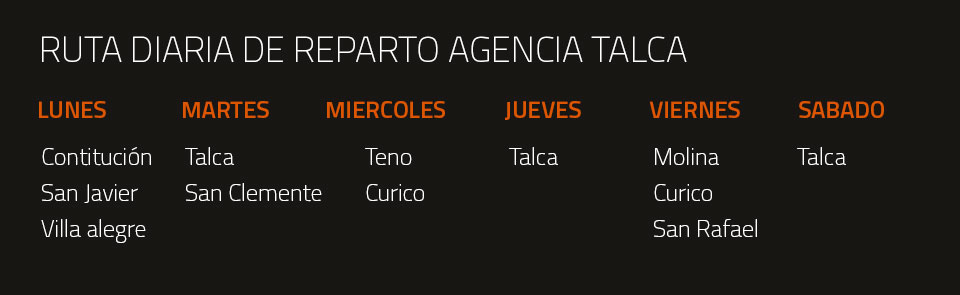 RUTA DIARIA DE REPARTO AGENCIA TALCA
LUNES MARTES MIERCOLES JUEVES VIERNES SABADO
Contitución Talca Teno Talca Molina Talca
San Javier San Clemente Curico Curico
Villa alegre San Rafael